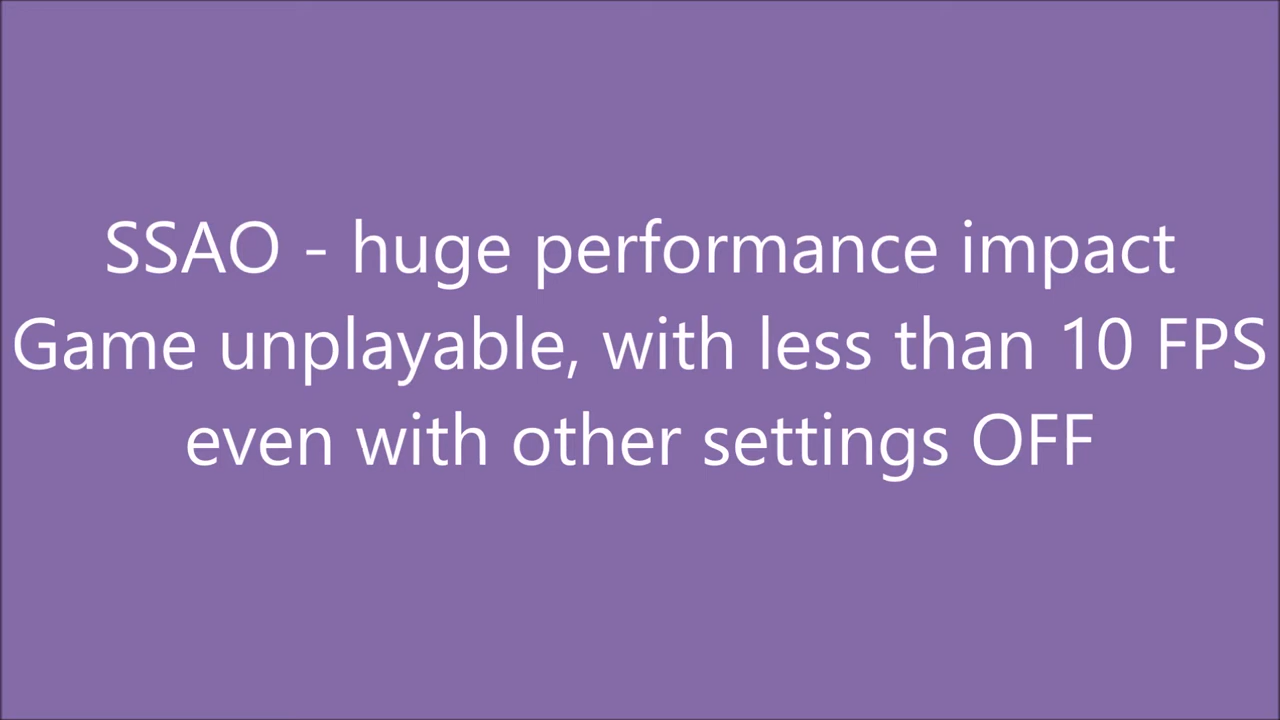 SSAO - huge performance impact
Game unplayable, with less than 10 FPS
even with other settings OFF